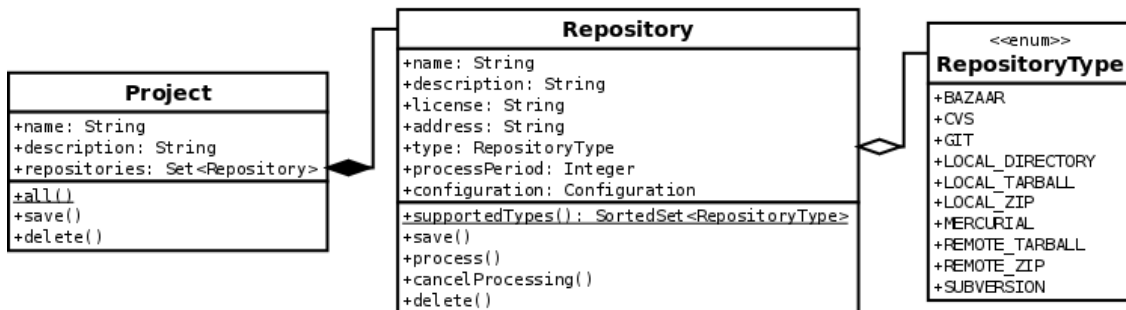 Project
+name: String
+description: String
+repositories: Set<Repository>
+all()
+save()
+delete()
Repository
+name: String
+description: String
+license: String
+address: String
+type: RepositoryType
+processPeriod: Integer
+configuration: Configuration
+supportedTypes(): SortedSet<RepositoryType>
+save()
+process()
+cancelProcessing()
+delete()
<<enum>>
RepositoryType
+BAZAAR
+CVS
+GIT
+LOCAL_DIRECTORY
+LOCAL_TARBALL
+LOCAL_ZIP
+MERCURIAL
+REMOTE_TARBALL
+REMOTE_ZIP
+SUBVERSION